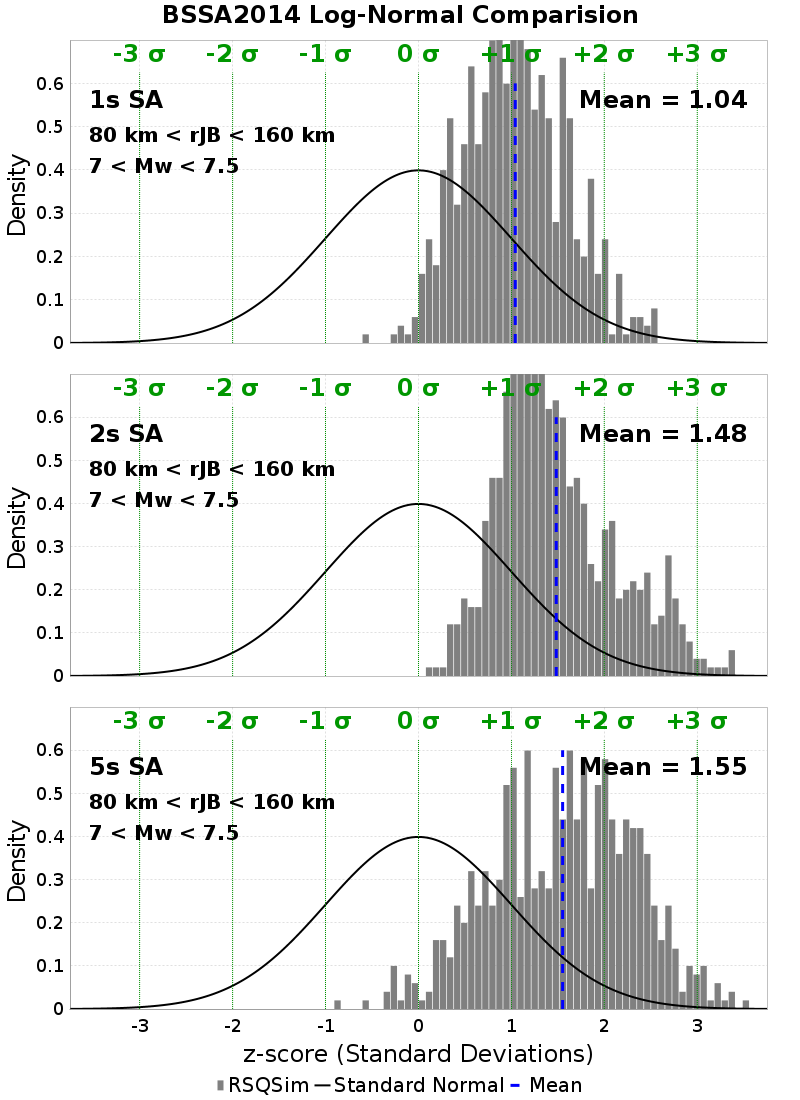 BSSA2014 Log-Normal Comparision
-3 σ -2 σ -1 σ 0 σ +1 σ +2 σ +3 σ
1s SA
Mean = 1.04
80 km < rJB < 160 km
7 < Mw < 7.5
Density
0.6
0.5
0.4
0.3
0.2
0.1
0
-3 σ -2 σ -1 σ 0 σ +1 σ +2 σ +3 σ
2s SA
Mean = 1.48
80 km < rJB < 160 km
7 < Mw < 7.5
Density
0.6
0.5
0.4
0.3
0.2
0.1
0
-3 σ -2 σ -1 σ 0 σ +1 σ +2 σ +3 σ
5s SA
Mean = 1.55
80 km < rJB < 160 km
7 < Mw < 7.5
Density
0.6
0.5
0.4
0.3
0.2
0.1
0
-3 -2 -1 0 1 2 3
z-score (Standard Deviations)
RSQSim Standard Normal Mean